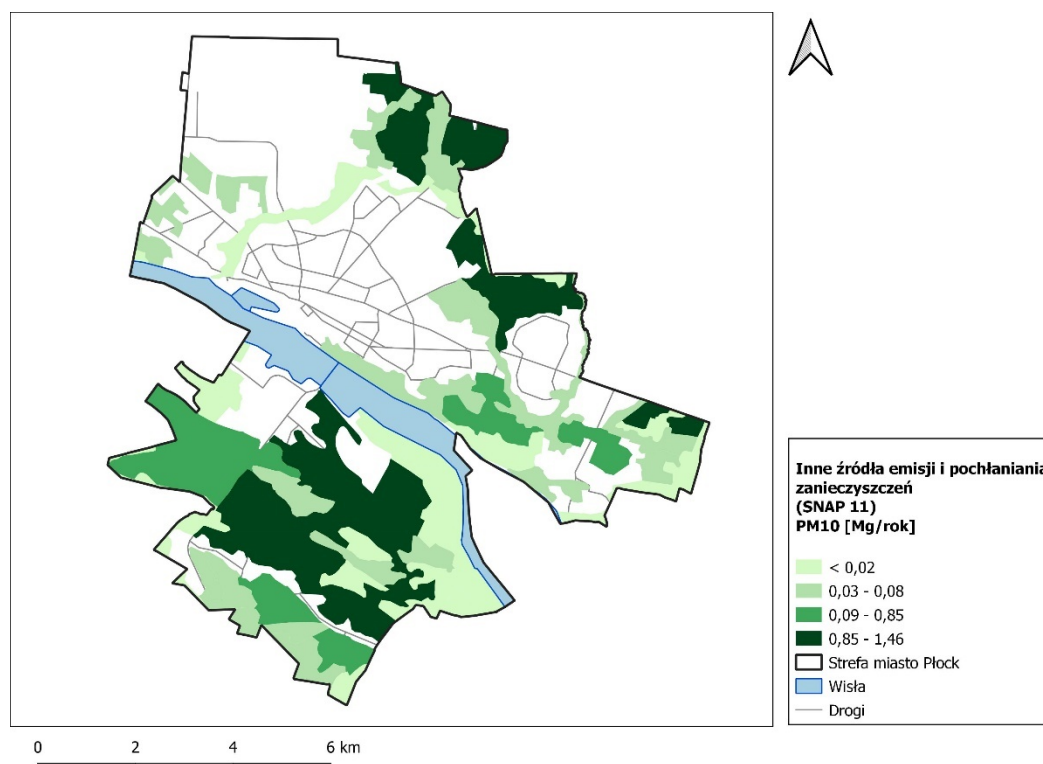 Inne źródła emisji i pochłaniania
zanieczyszczeń
(SNAP 11)
PM10 [Mg/rok]
< 0,02
0,03 - 0,08
0,09 - 0,85
0,85 - 1,46
Strefa miasto Płock
Wisła
Drogi
0 2 4 6 km